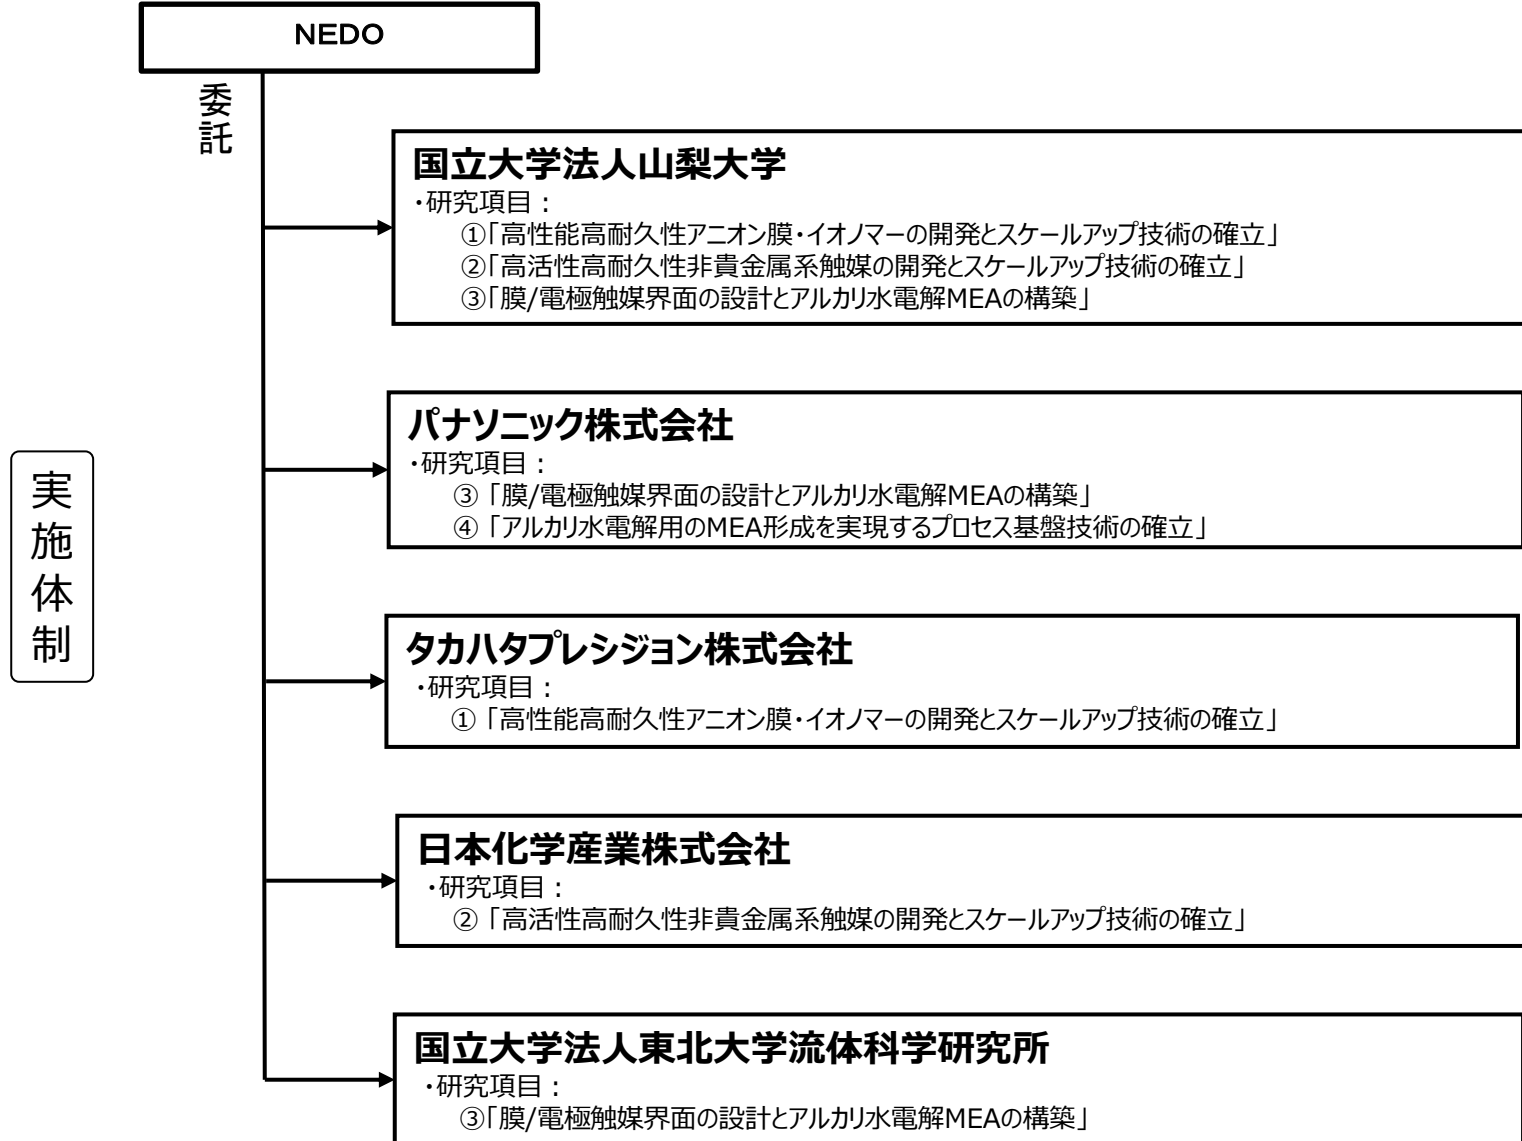 NEDO
委託
国立大学法人山梨大学
・研究項目：
①「高性能高耐久性アニオン膜・イオノマーの開発とスケールアップ技術の確立」
②「高活性高耐久性非貴金属系触媒の開発とスケールアップ技術の確立」
③「膜/電極触媒界面の設計とアルカリ水電解MEAの構築」
パナソニック株式会社
・研究項目：
③ 「膜/電極触媒界面の設計とアルカリ水電解MEAの構築」
④ 「アルカリ水電解用のMEA形成を実現するプロセス基盤技術の確立」
実施体制
タカハタプレシジョン株式会社
・研究項目：
① 「高性能高耐久性アニオン膜・イオノマーの開発とスケールアップ技術の確立」
日本化学産業株式会社
・研究項目：
② 「高活性高耐久性非貴金属系触媒の開発とスケールアップ技術の確立」
国立大学法人東北大学流体科学研究所
・研究項目：
③「膜/電極触媒界面の設計とアルカリ水電解MEAの構築」